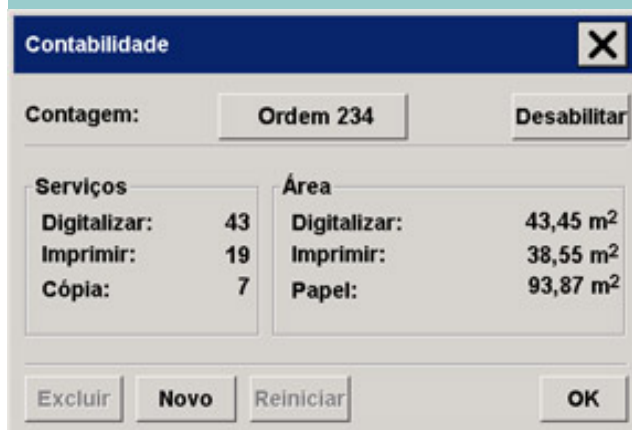 Contabilidade
Contagem: Ordem 234 Desabilitar
Serviços
Digitalizar: 43
Imprimir: 19
Cópia: 7
Área
Digitalizar: 43,45 m²
Imprimir: 38,55 m²
Papel: 93,87 m²
Excluir Novo Reiniciar OK